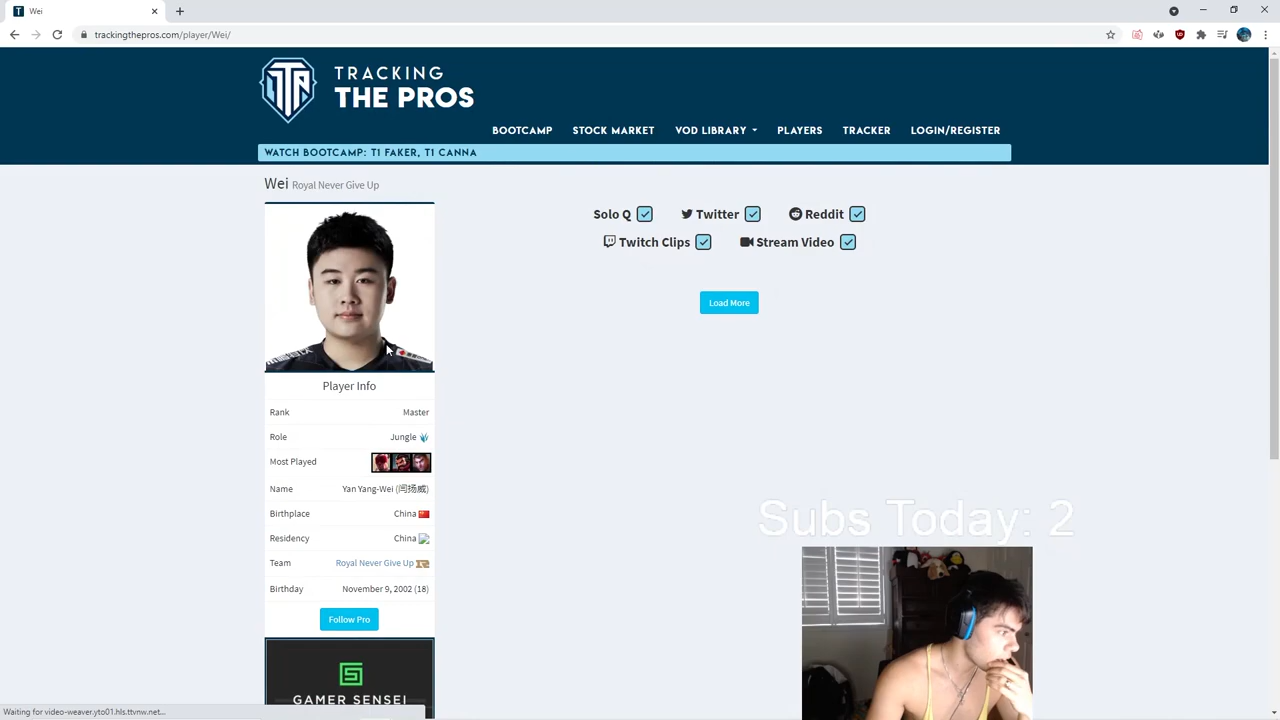 Wei
trackingthepros.com/player/Wei/
TRACKING
THE PROS
BOOTCAMP STOCK MARKET VOD LIBRARY PLAYERS TRACKER LOGIN/REGISTER
WATCH BOOTCAMP: T1 FAKER, T1 CANNA
Wei Royal Never Give Up
Solo Q Twitter Reddit
Twitch Clips Stream Video
Load More
Player Info
Rank Master
Role Jungle
Most Played
Name Yan Yang-Wei (闫扬威)
Birthplace China
Residency China
Team Royal Never Give Up
Birthday November 9, 2002 (18)
Follow Pro
Subs Today: 2
GAMER SENSEI
Waiting for video-weaver.yto01.hls.ttvnw.net...